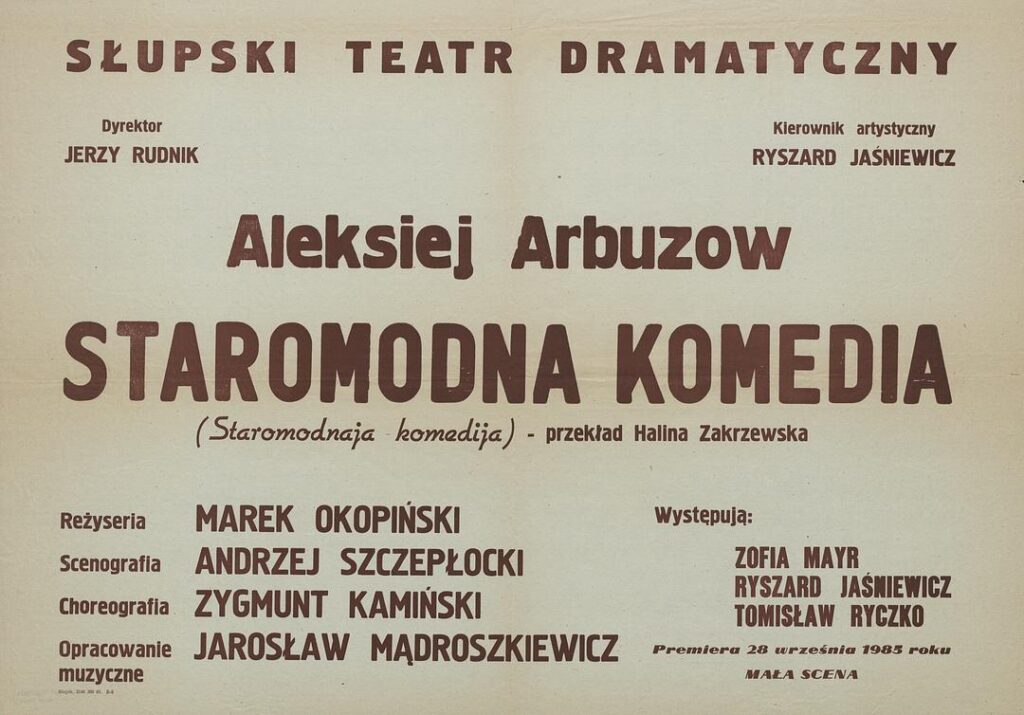 SŁUPSKI TEATR DRAMATYCZNY
Dyrektor
JERZY RUDNIK
Kierownik artystyczny
RYSZARD JAŚNIEWICZ
Aleksiej Arbuzow
STAROMODNA KOMEDIA
(Staromodnaja komedija) - przekład Halina Zakrzewska
Reżyseria MAREK OKOPIŃSKI
Scenografia ANDRZEJ SZCZEPŁOCKI
Choreografia ZYGMUNT KAMIŃSKI
Opracowanie muzyczne JAROSŁAW MĄDROSZKIEWICZ
Występują:
ZOFIA MAYR
RYSZARD JAŚNIEWICZ
TOMISŁAW RYCZKO
Premiera 28 września 1985 roku
MAŁA SCENA